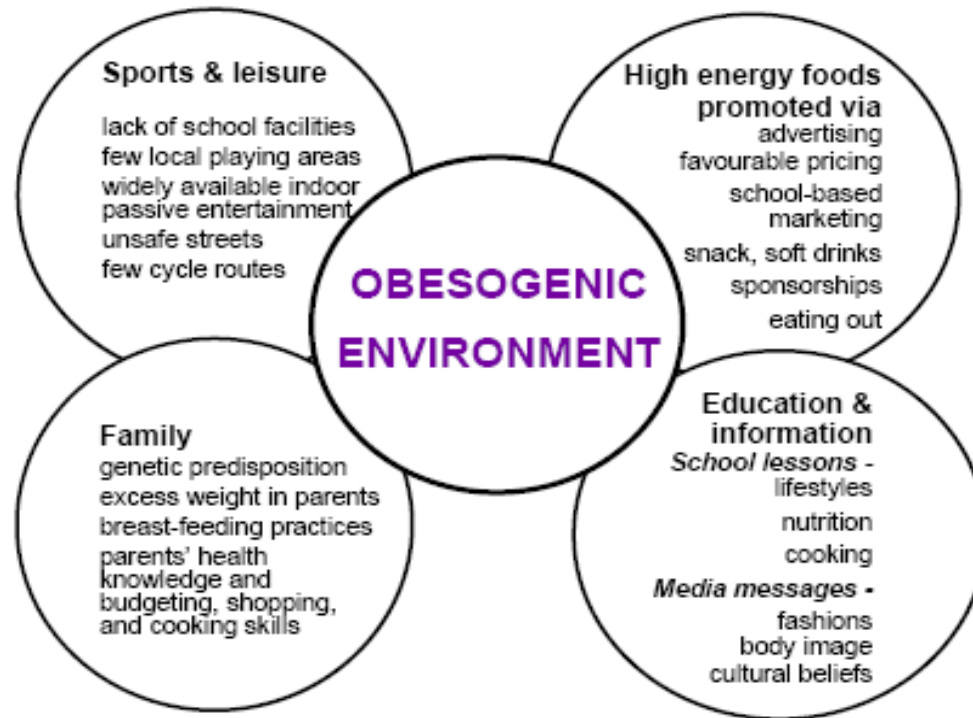 Sports & leisure
lack of school facilities
few local playing areas
widely available indoor
passive entertainment
unsafe streets
few cycle routes
High energy foods
promoted via
advertising
favourable pricing
school-based
marketing
snack, soft drinks
sponsorships
eating out
OBESOGENIC
ENVIRONMENT
Family
genetic predisposition
excess weight in parents
breast-feeding practices
parents' health
knowledge and
budgeting, shopping,
and cooking skills
Education &
information
School lessons -
lifestyles
nutrition
cooking
Media messages -
fashions
body image
cultural beliefs